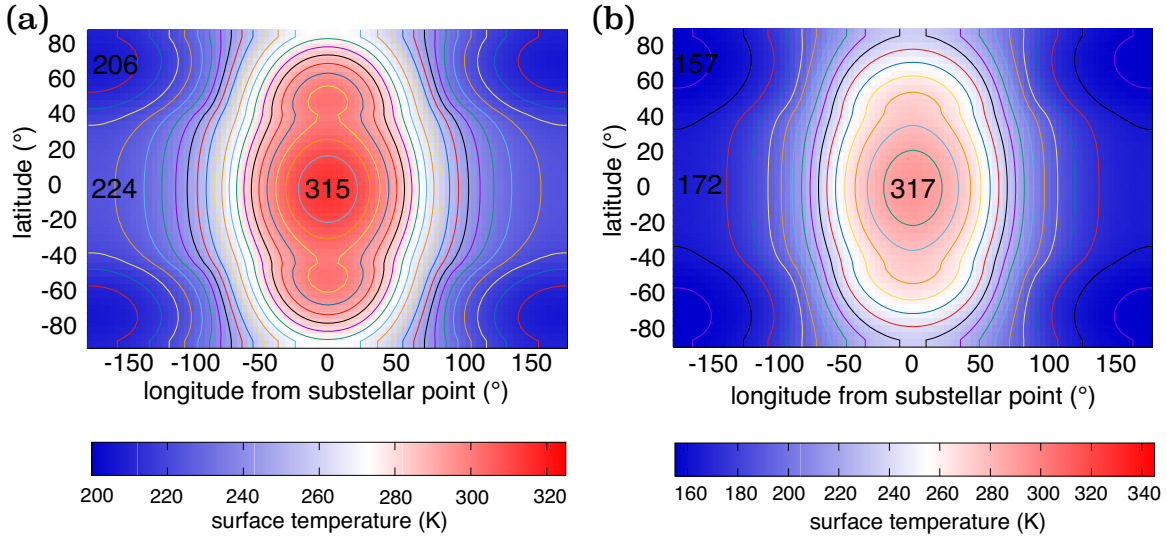 (a)
80
60
40
20
0
-20
-40
-60
-80
latitude (°)
206
224
315
-150 -100 -50 0 50 100 150
longitude from substellar point (°)
200 220 240 260 280 300 320
surface temperature (K)
(b)
80
60
40
20
0
-20
-40
-60
-80
latitude (°)
157
172
317
-150 -100 -50 0 50 100 150
longitude from substellar point (°)
160 180 200 220 240 260 280 300 320 340
surface temperature (K)